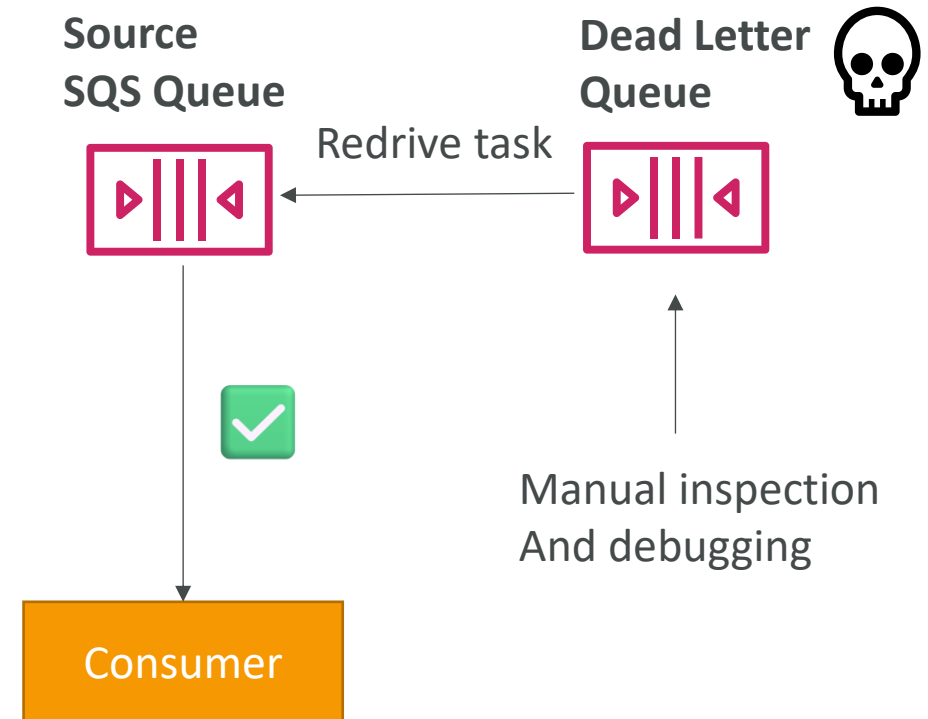 Source
SQS Queue
Dead Letter
Queue
Redrive task
Manual inspection
And debugging
Consumer